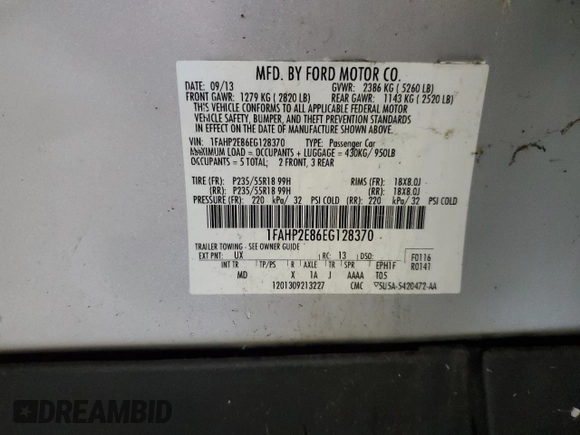 MFD. BY FORD MOTOR CO.
DATE: 09/13 GVWR: 2386 KG ( 5260 LB)
FRONT GAWR: 1279 KG ( 2820 LB) REAR GAWR: 1143 KG ( 2520 LB)
THIS VEHICLE CONFORMS TO ALL APPLICABLE FEDERAL MOTOR
VEHICLE SAFETY, BUMPER, AND THEFT PREVENTION STANDARDS
IN EFFECT ON THE DATE OF MANUFACTURE SHOWN ABOVE.
VIN: 1FAHP2E86EG128370 TYPE: Passenger Car
MAXIMUM LOAD = OCCUPANTS + LUGGAGE = 430KG/ 950LB
OCCUPANTS = 5 TOTAL; 2 FRONT, 3 REAR
TIRE (FR): P235/55R18 99H RIMS (FR): 18X8.0J
(RR): P235/55R18 99H (RR): 18X8.0J
PRESSURE (FR): 220 kPa/ 32 PSI COLD (RR) 220 kPa/ 32 PSI COLD
1FAHP2E86EG128370
TRAILER TOWING - SEE OWNER GUIDE
EXT PNT: UX RC: 13 DSO: F0116
INT TR TP/PS R AXLE TR SPR EPH1F R0141
MD X 1A J AAAA T0.5
1201309213227 CMC 5U5A-5420472-AA
DREAMBID